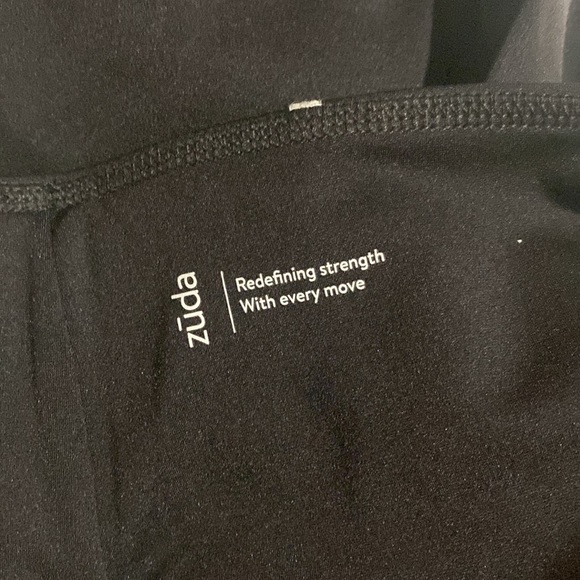 zūda
Redefining strength
With every move